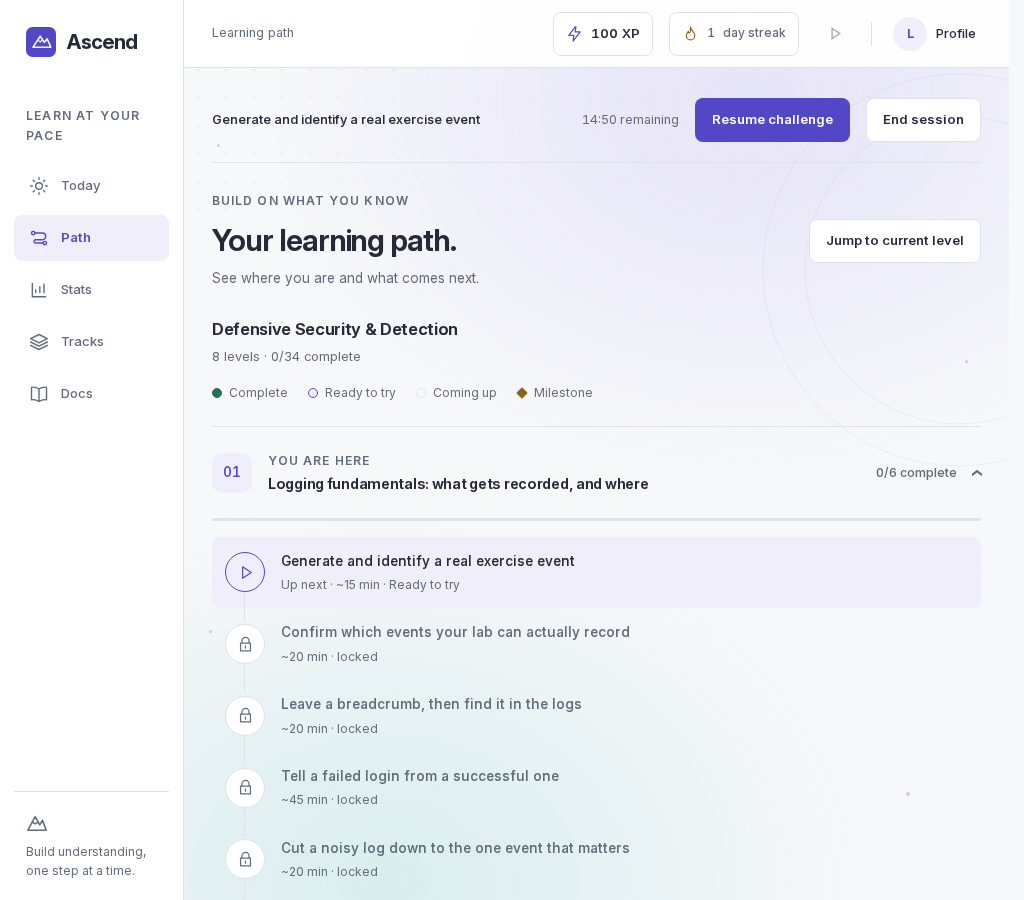 Ascend
LEARN AT YOUR
PACE
Today
Path
Stats
Tracks
Docs
Build understanding,
one step at a time.
Learning path
100 XP
1 day streak
L
Profile
Generate and identify a real exercise event
14:50 remaining
Resume challenge
End session
BUILD ON WHAT YOU KNOW
Your learning path.
See where you are and what comes next.
Jump to current level
Defensive Security & Detection
8 levels · 0/34 complete
Complete
Ready to try
Coming up
Milestone
01
YOU ARE HERE
Logging fundamentals: what gets recorded, and where
0/6 complete
Generate and identify a real exercise event
Up next · ~15 min · Ready to try
Confirm which events your lab can actually record
~20 min · locked
Leave a breadcrumb, then find it in the logs
~20 min · locked
Tell a failed login from a successful one
~45 min · locked
Cut a noisy log down to the one event that matters
~20 min · locked